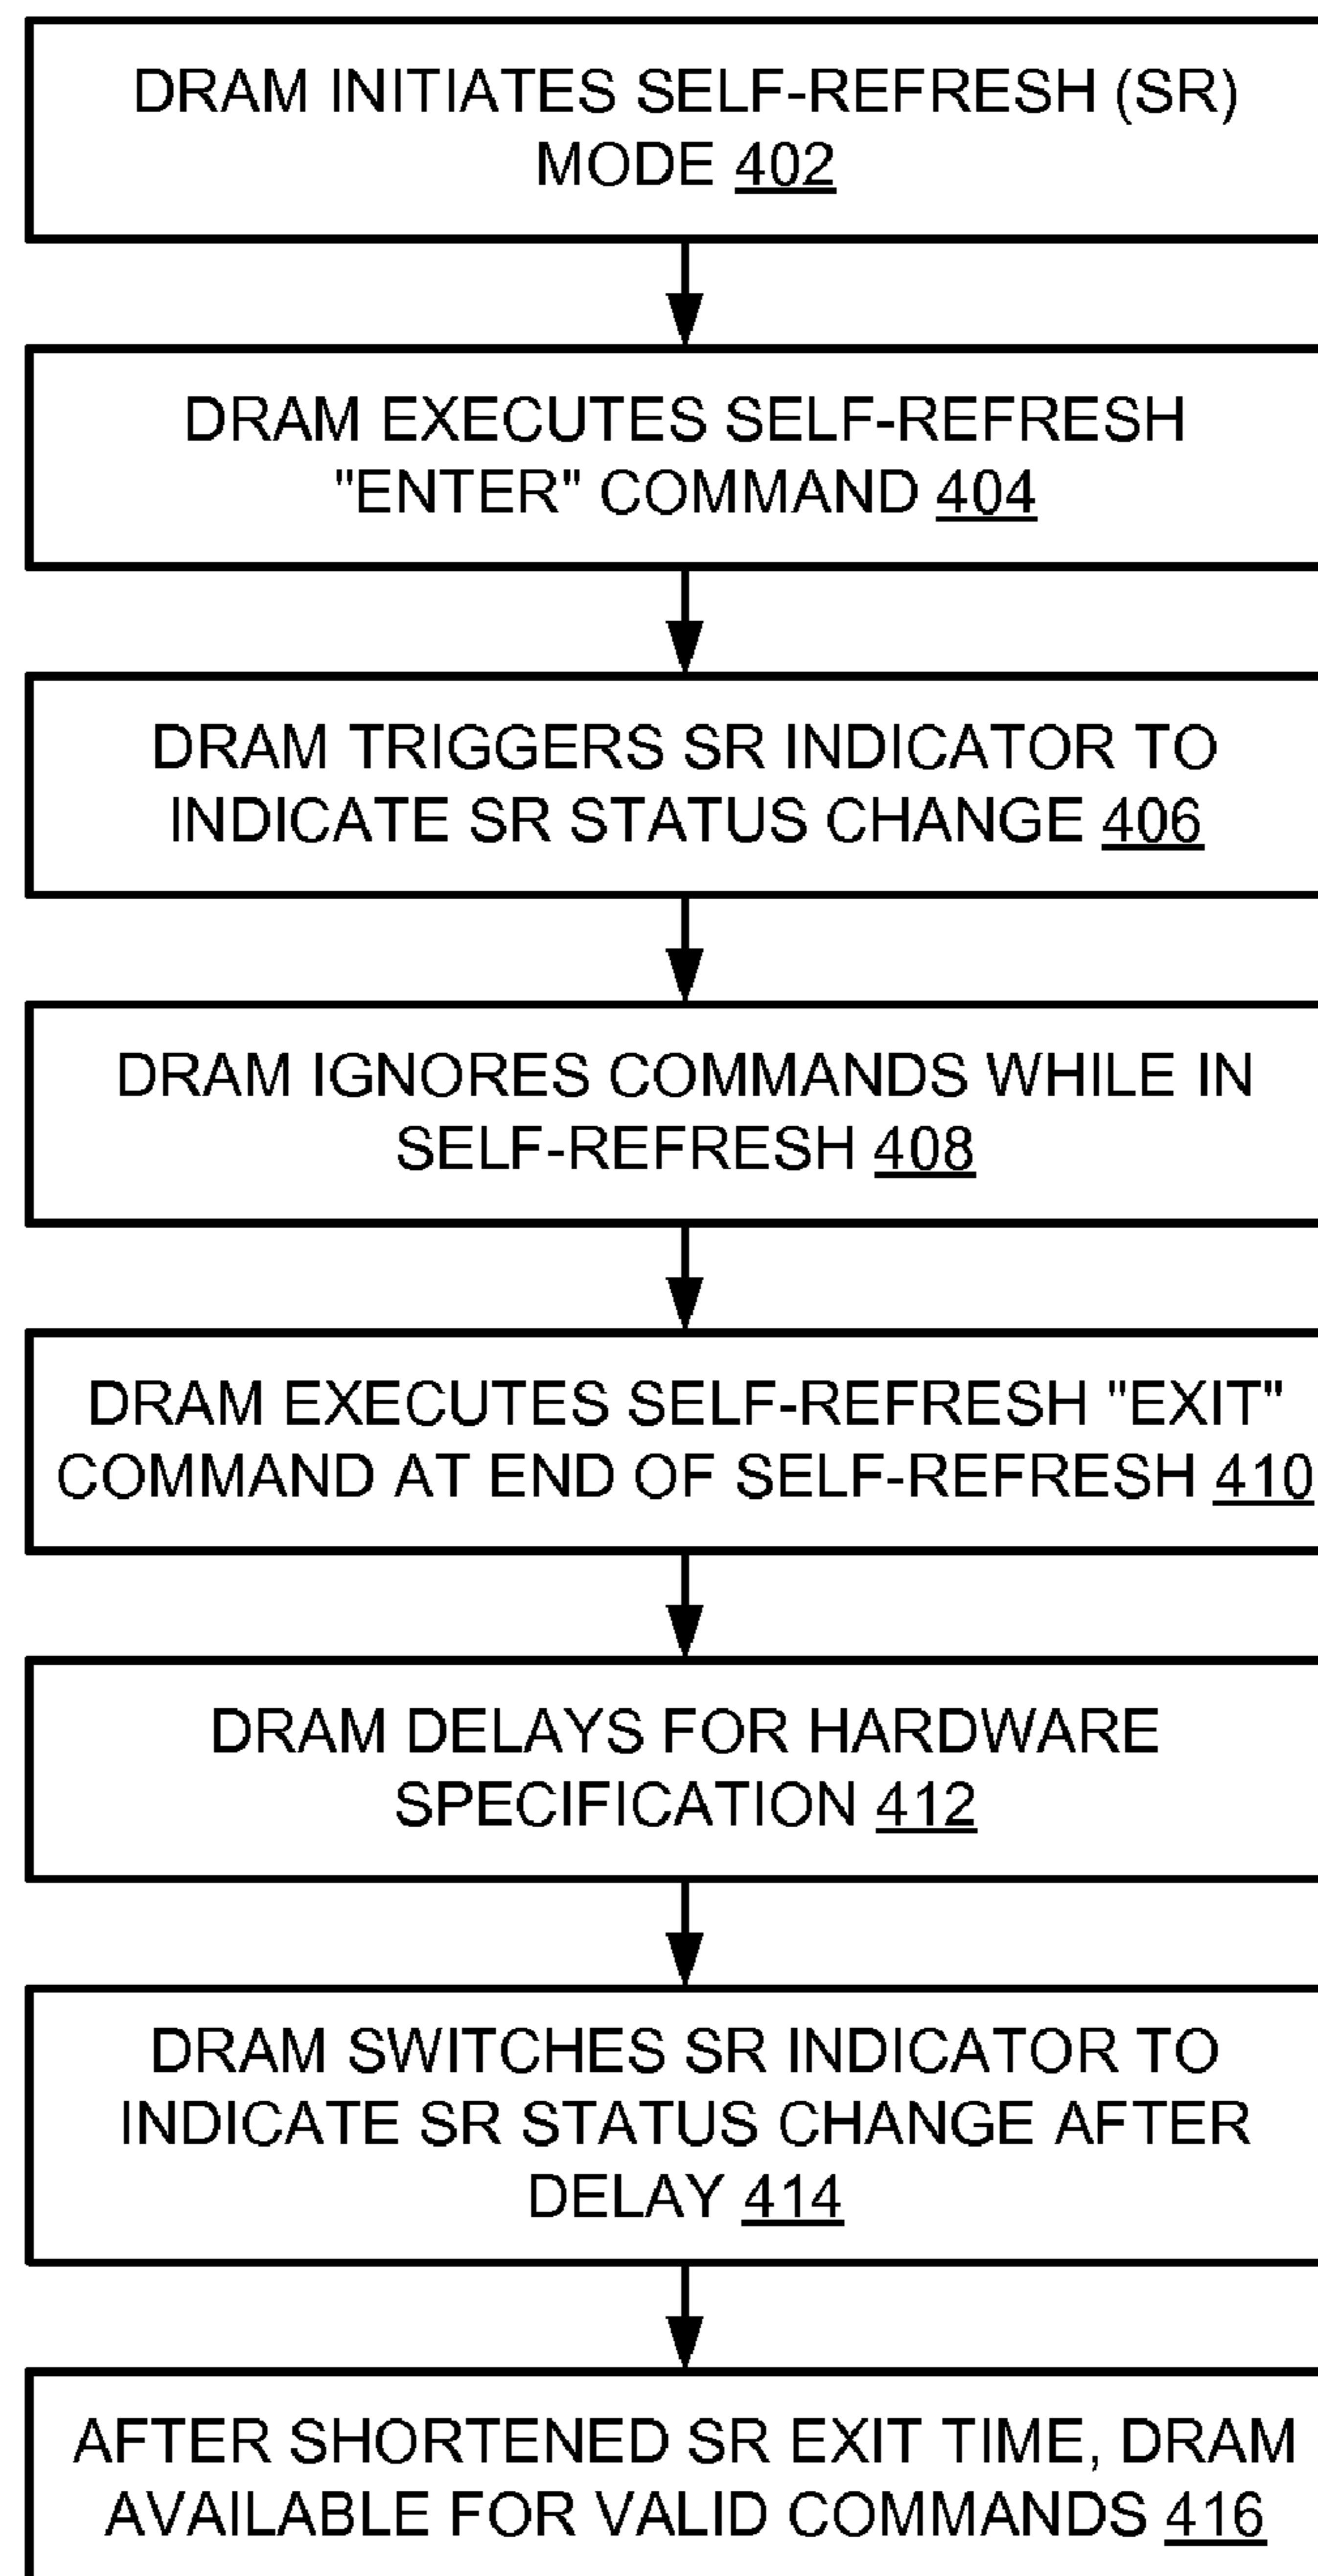 DRAM INITIATES SELF-REFRESH (SR)
MODE 402
DRAM EXECUTES SELF-REFRESH
"ENTER" COMMAND 404
DRAM TRIGGERS SR INDICATOR TO
INDICATE SR STATUS CHANGE 406
DRAM IGNORES COMMANDS WHILE IN
SELF-REFRESH 408
DRAM EXECUTES SELF-REFRESH "EXIT"
COMMAND AT END OF SELF-REFRESH 410
DRAM DELAYS FOR HARDWARE
SPECIFICATION 412
DRAM SWITCHES SR INDICATOR TO
INDICATE SR STATUS CHANGE AFTER
DELAY 414
AFTER SHORTENED SR EXIT TIME, DRAM
AVAILABLE FOR VALID COMMANDS 416